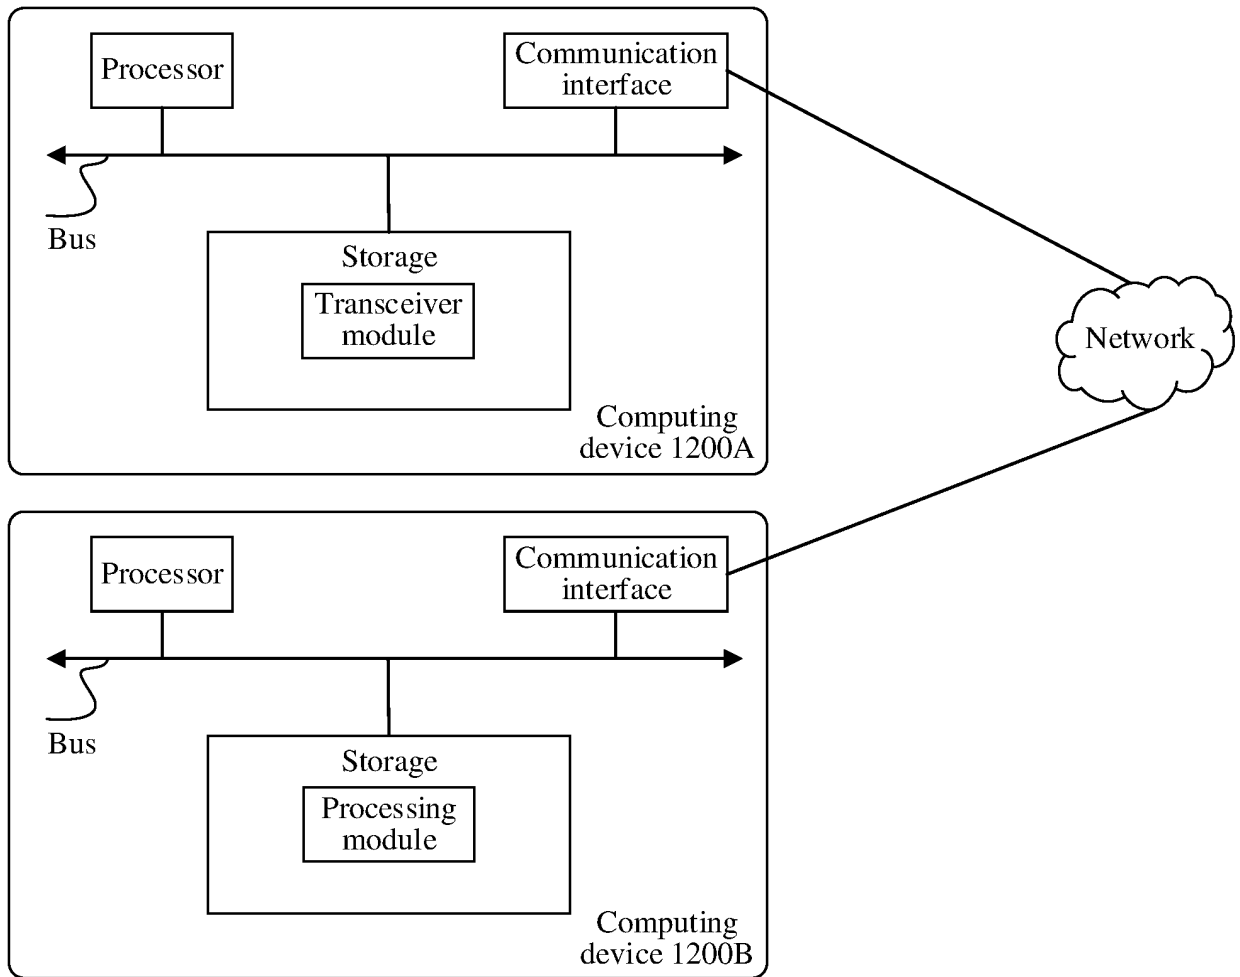 Processor
Communication
interface
Bus
Storage
Transceiver
module
Computing
device 1200A
Network
Processor
Communication
interface
Bus
Storage
Processing
module
Computing
device 1200B